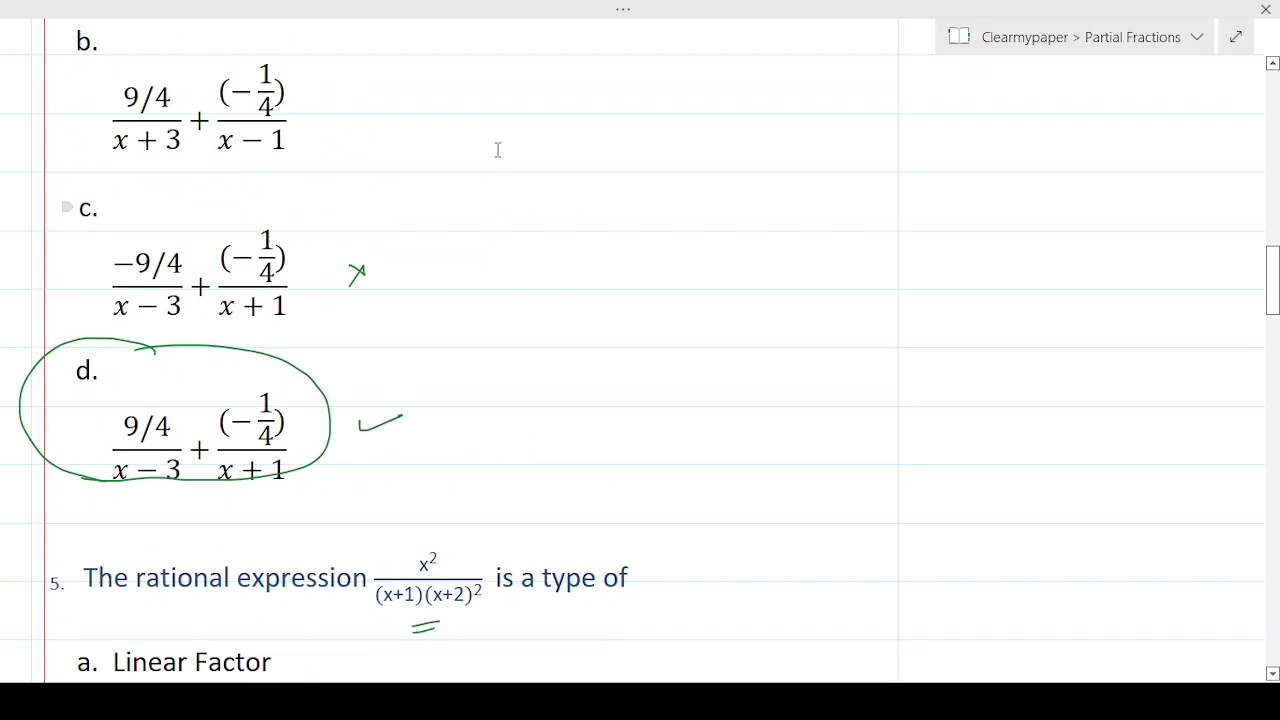 Clearmypaper > Partial Fractions
b.
9/4 / x + 3 + (−1/4) / x − 1
c.
−9/4 / x − 3 + (−1/4) / x + 1
d.
9/4 / x − 3 + (−1/4) / x + 1
5. The rational expression x² / (x+1)(x+2)² is a type of
a. Linear Factor